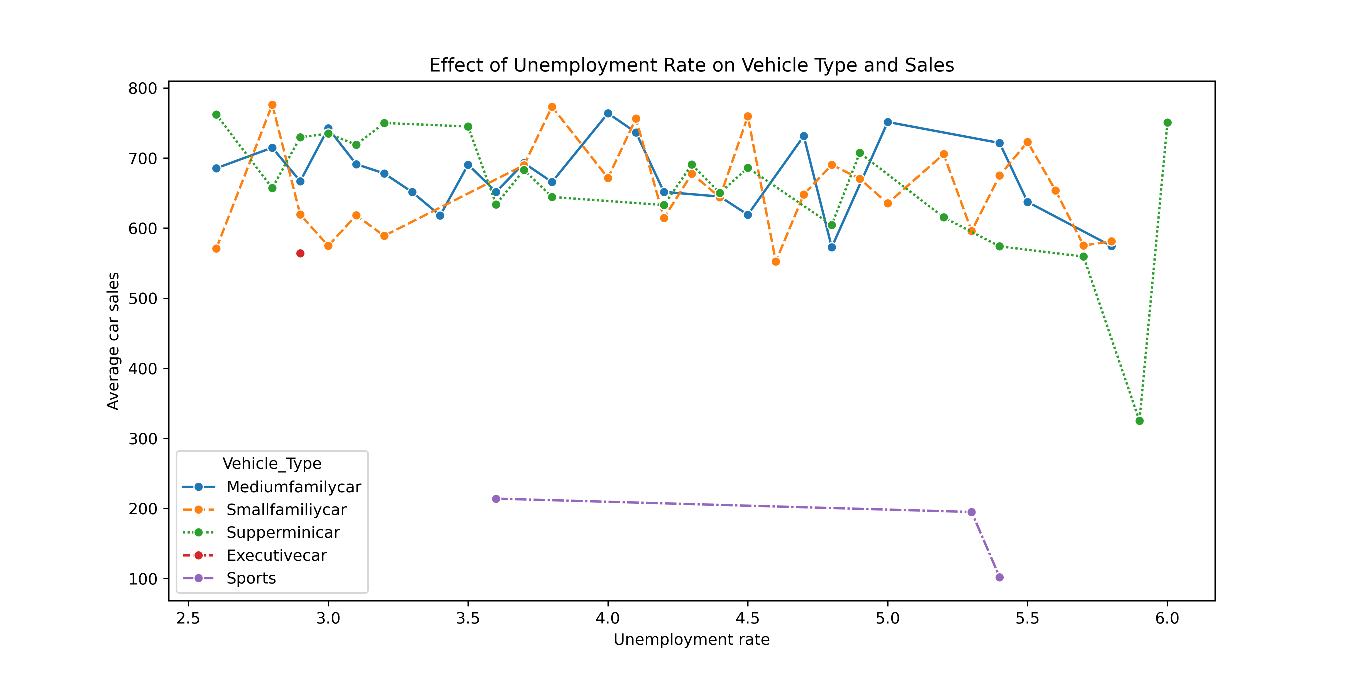 Effect of Unemployment Rate on Vehicle Type and Sales
Average car sales
800
700
600
500
400
300
200
100
Vehicle_Type
Mediumfamilycar
Smallfamiliycar
Supperminicar
Executivecar
Sports
2.5 3.0 3.5 4.0 4.5 5.0 5.5 6.0
Unemployment rate